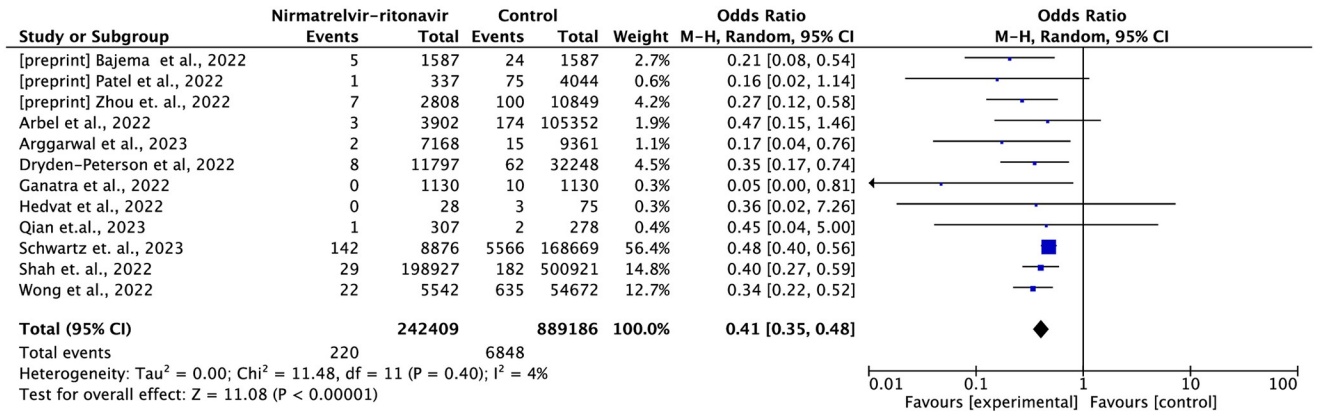 Nirmatrelvir-ritonavir Control Odds Ratio Odds Ratio
Study or Subgroup Events Total Events Total Weight M-H, Random, 95% CI M-H, Random, 95% CI
[preprint] Bajema et al., 2022 5 1587 24 1587 2.7% 0.21 [0.08, 0.54]
[preprint] Patel et al., 2022 1 337 75 4044 0.6% 0.16 [0.02, 1.14]
[preprint] Zhou et. al., 2022 7 2808 100 10849 4.2% 0.27 [0.12, 0.58]
Arbel et al., 2022 3 3902 174 105352 1.9% 0.47 [0.15, 1.46]
Arggarwal et al., 2023 2 7168 15 9361 1.1% 0.17 [0.04, 0.76]
Dryden-Peterson et al, 2022 8 11797 62 32248 4.5% 0.35 [0.17, 0.74]
Ganatra et al., 2022 0 1130 10 1130 0.3% 0.05 [0.00, 0.81]
Hedvat et al., 2022 0 28 3 75 0.3% 0.36 [0.02, 7.26]
Qian et.al., 2023 1 307 2 278 0.4% 0.45 [0.04, 5.00]
Schwartz et. al., 2023 142 8876 5566 168669 56.4% 0.48 [0.40, 0.56]
Shah et. al., 2022 29 198927 182 500921 14.8% 0.40 [0.27, 0.59]
Wong et al., 2022 22 5542 635 54672 12.7% 0.34 [0.22, 0.52]
Total (95% CI) 242409 889186 100.0% 0.41 [0.35, 0.48]
Total events 220 6848
Heterogeneity: Tau² = 0.00; Chi² = 11.48, df = 11 (P = 0.40); I² = 4%
Test for overall effect: Z = 11.08 (P < 0.00001)
0.01 0.1 1 10 100
Favours [experimental] Favours [control]